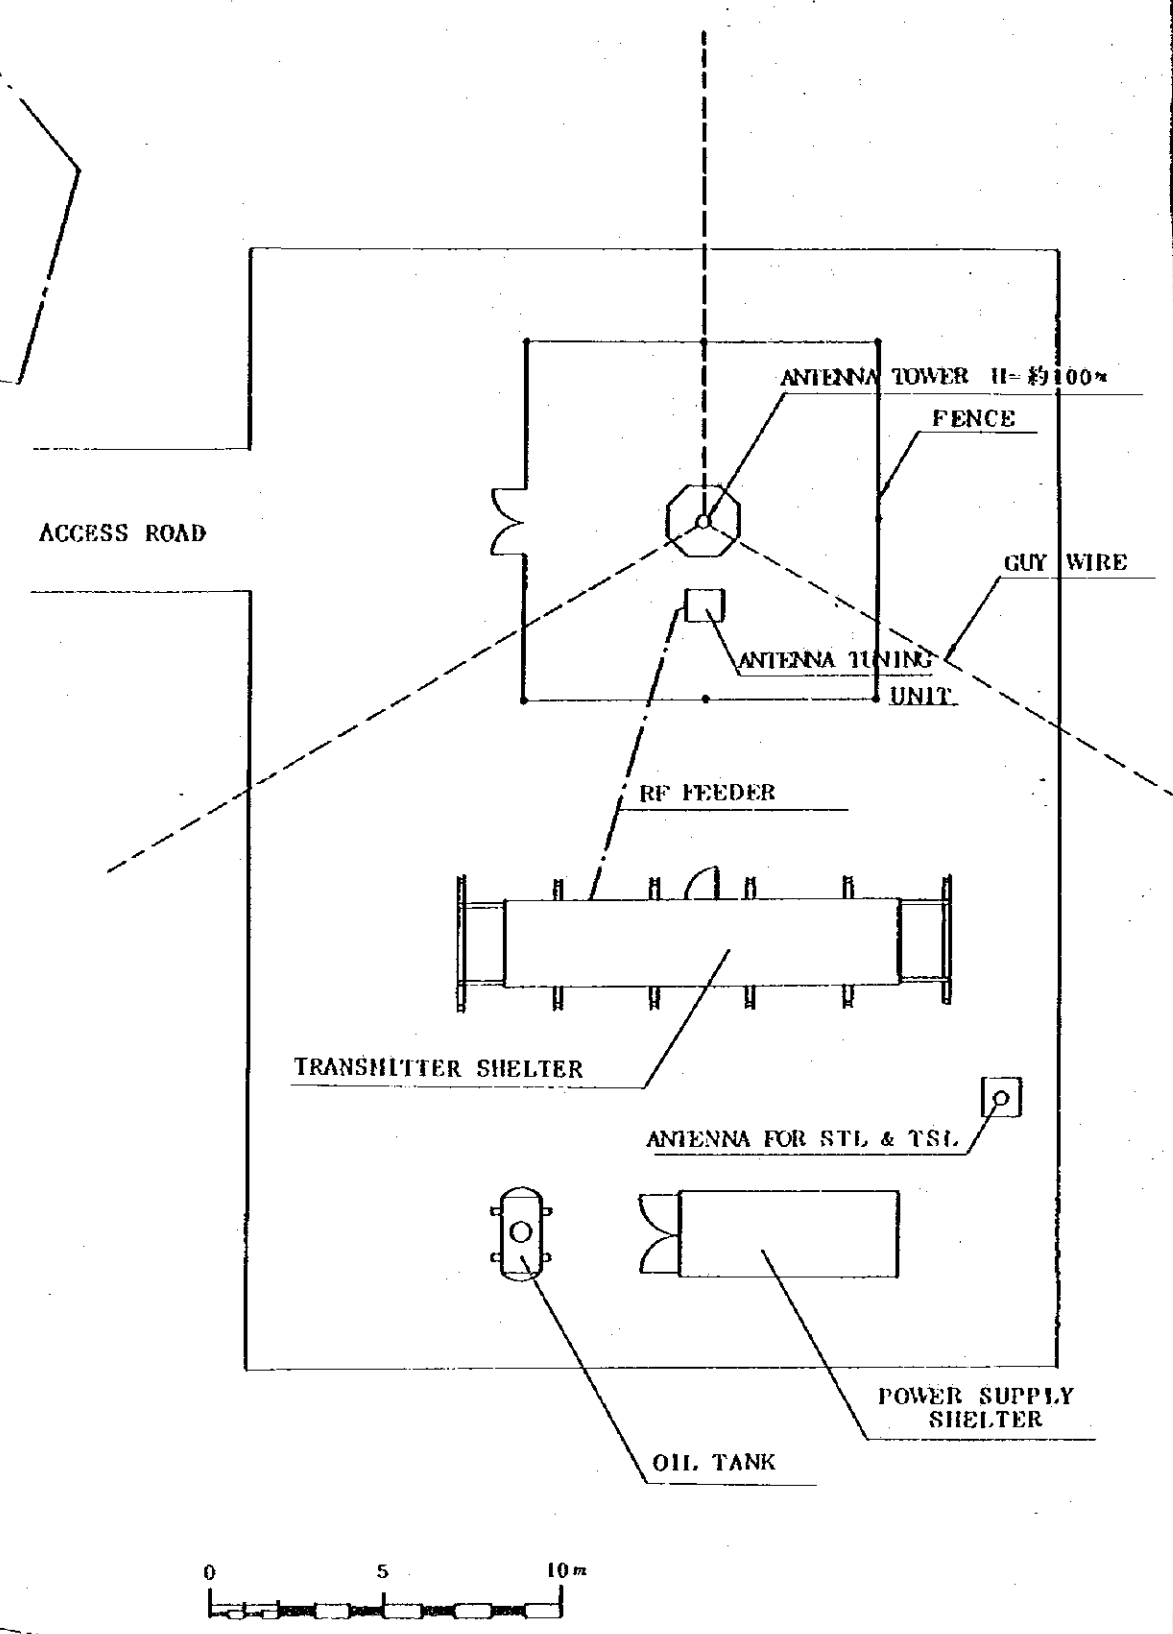 ANTENNA TOWER H=約100m
FENCE
ACCESS ROAD
GUY WIRE
ANTENNA TUNING
UNIT
RF FEEDER
TRANSMITTER SHELTER
ANTENNA FOR STL & TSL
POWER SUPPLY
SHELTER
OIL TANK
0 5 10m